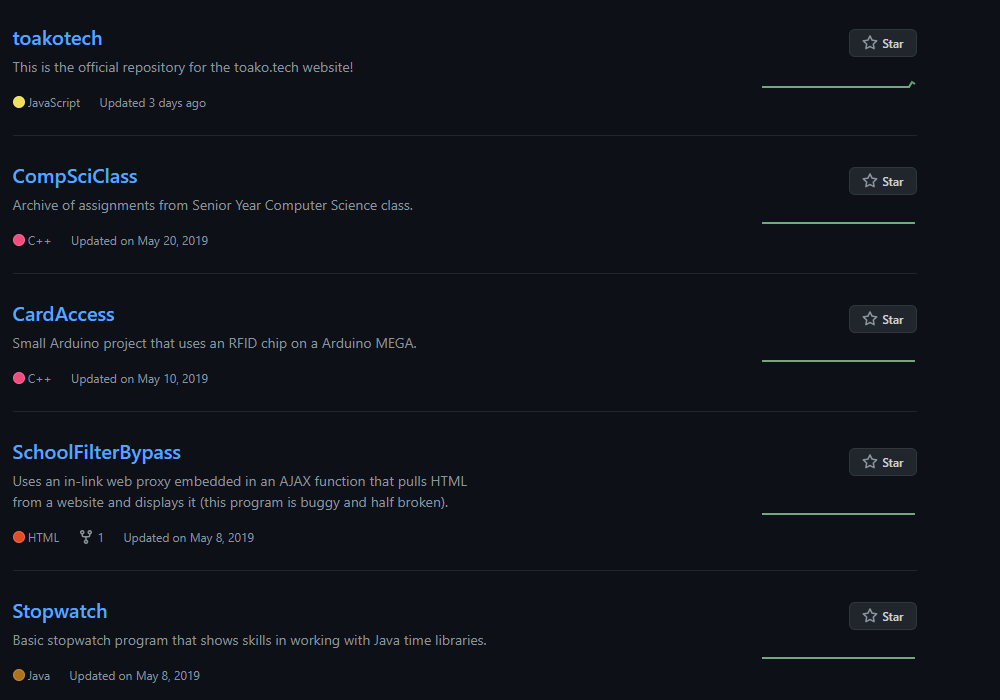 toakotech
Star
This is the official repository for the toako.tech website!
JavaScript Updated 3 days ago
CompSciClass
Star
Archive of assignments from Senior Year Computer Science class.
C++ Updated on May 20, 2019
CardAccess
Star
Small Arduino project that uses an RFID chip on a Arduino MEGA.
C++ Updated on May 10, 2019
SchoolFilterBypass
Star
Uses an in-link web proxy embedded in an AJAX function that pulls HTML
from a website and displays it (this program is buggy and half broken).
HTML 1 Updated on May 8, 2019
Stopwatch
Star
Basic stopwatch program that shows skills in working with Java time libraries.
Java Updated on May 8, 2019